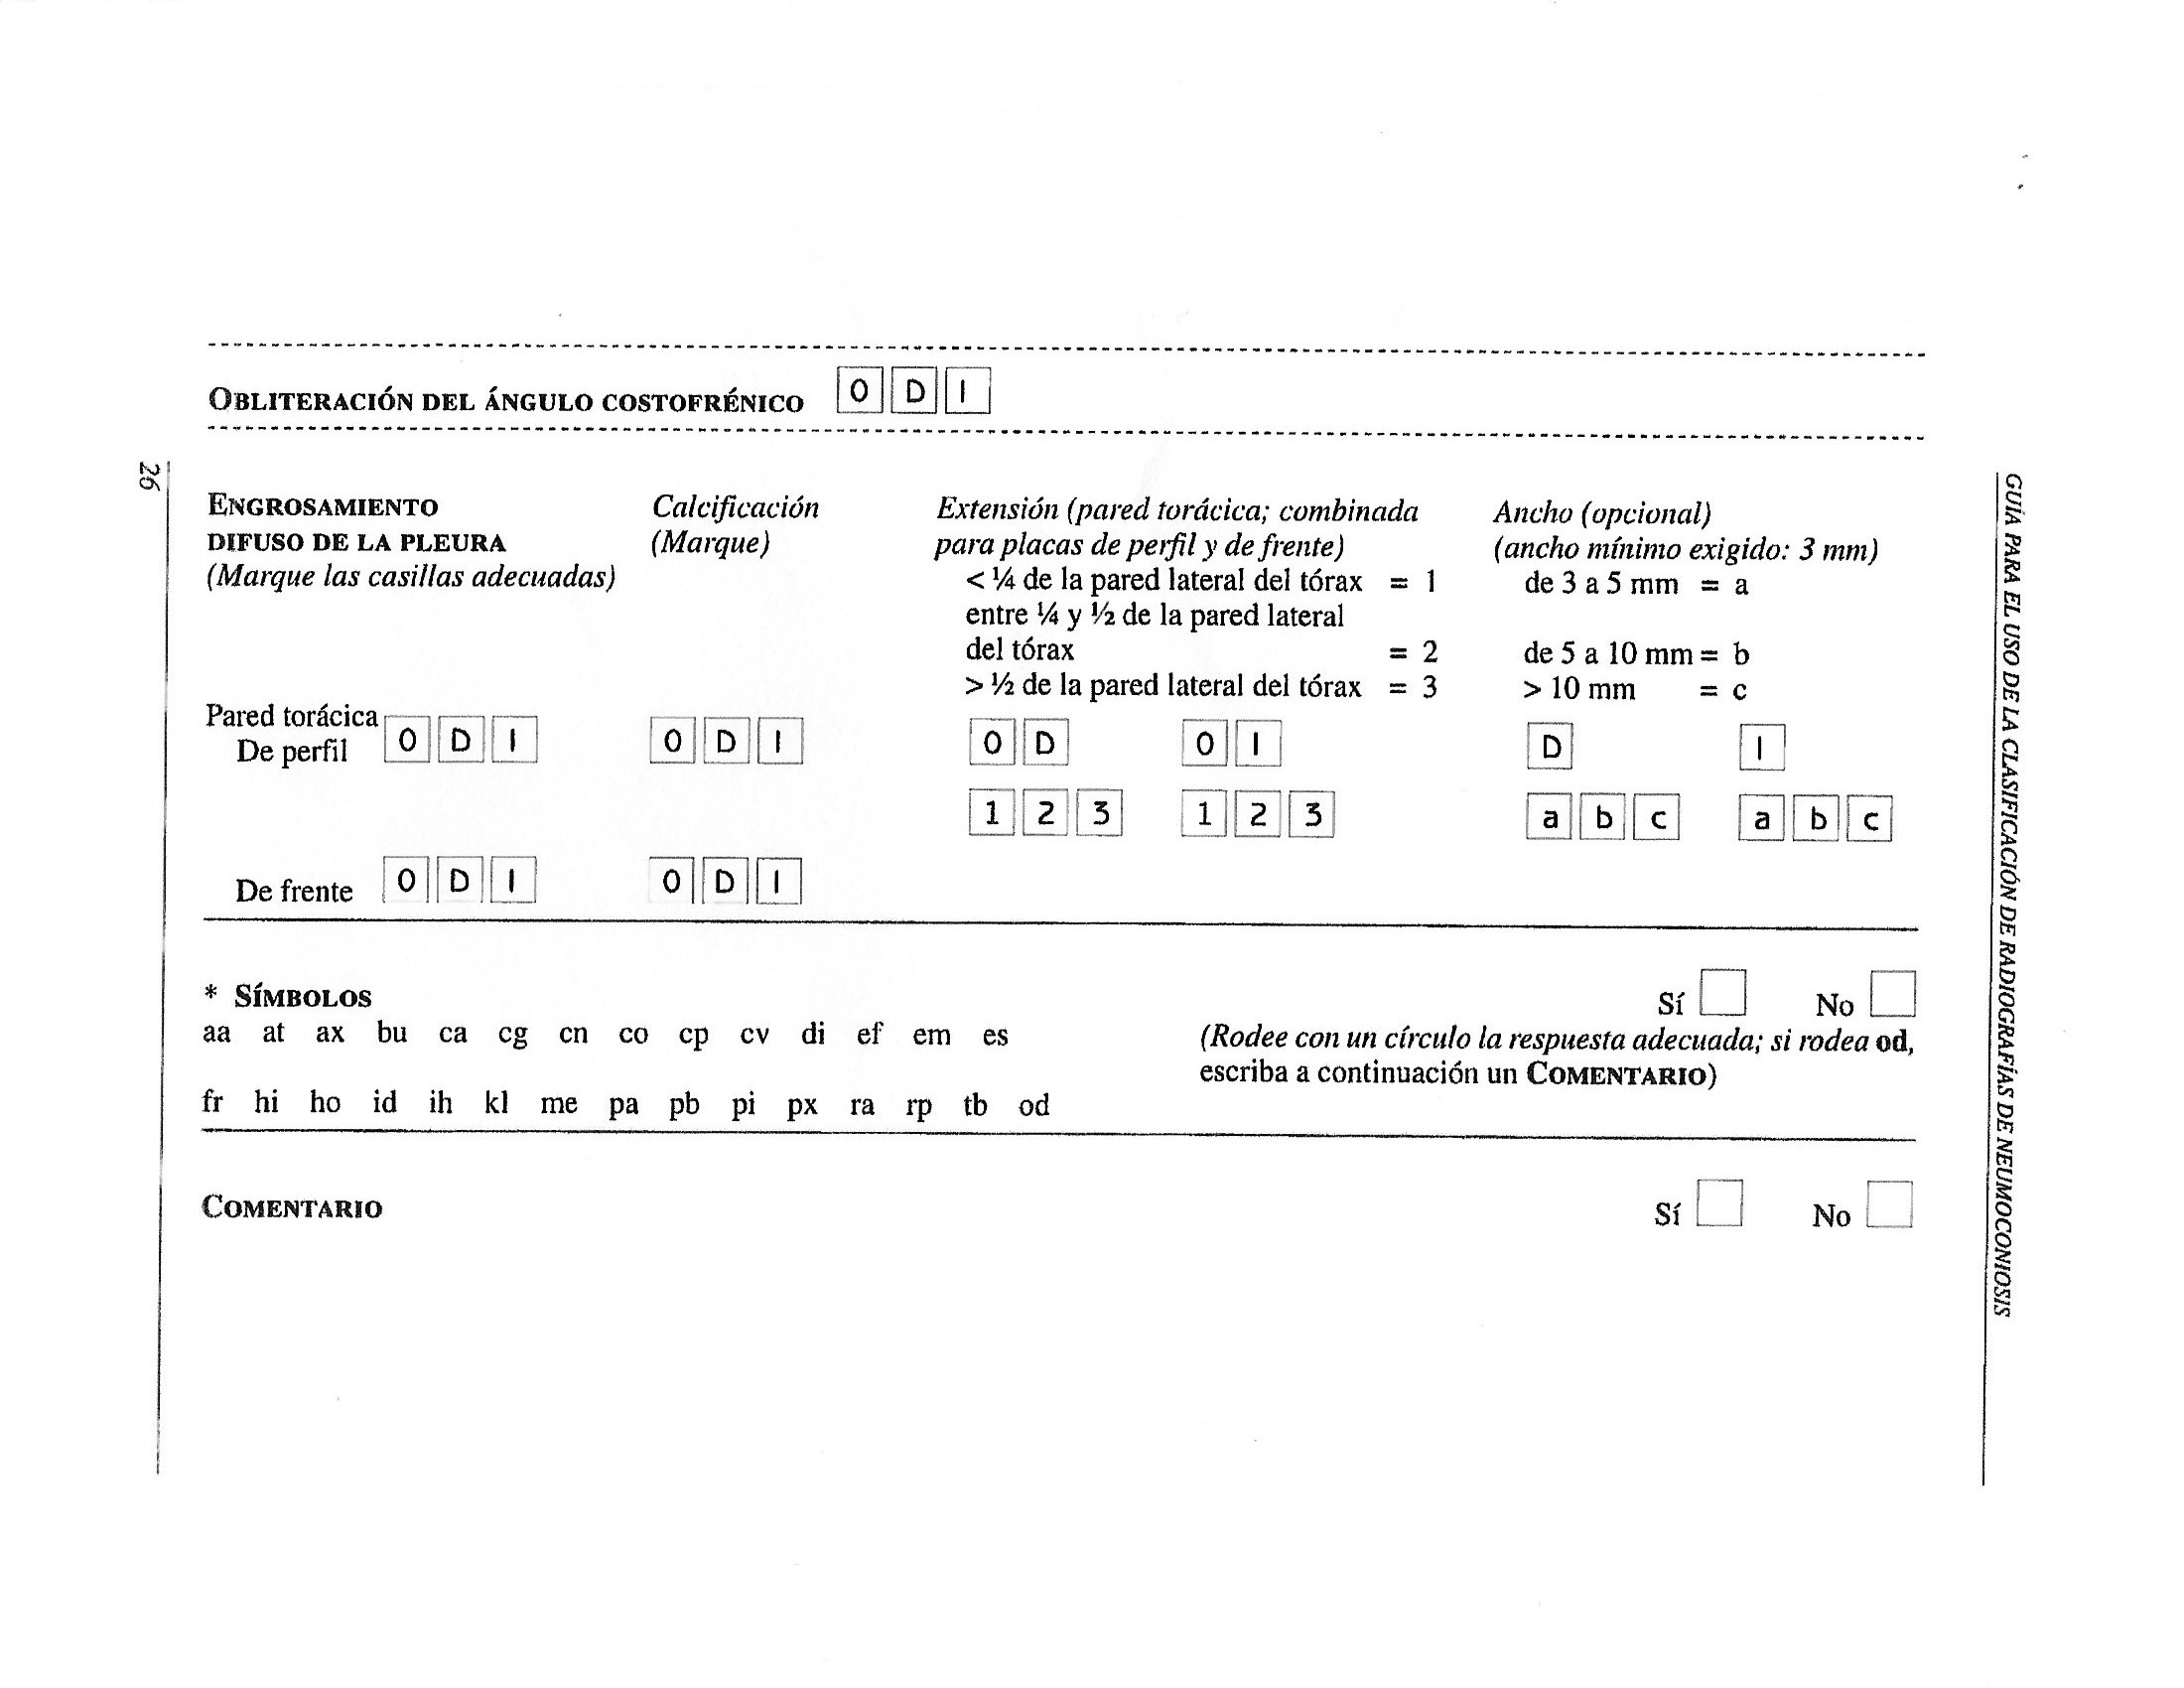 OBLITERACIÓN DEL ÁNGULO COSTOFRÉNICO 0 D I
26
ENGROSAMIENTO DIFUSO DE LA PLEURA
(Marque las casillas adecuadas)
Calcificación
(Marque)
Extensión (pared torácica; combinada
para placas de perfil y de frente)
< ¼ de la pared lateral del tórax = 1
entre ¼ y ½ de la pared lateral
del tórax = 2
> ½ de la pared lateral del tórax = 3
Ancho (opcional)
(ancho mínimo exigido: 3 mm)
de 3 a 5 mm = a
de 5 a 10 mm = b
> 10 mm = c
Pared torácica
De perfil 0 D I 0 D I 0 D 0 I D I
1 2 3 1 2 3 a b c a b c
De frente 0 D I 0 D I
* SÍMBOLOS Sí No
aa at ax bu ca cg cn co cp cv di ef em es
(Rodee con un círculo la respuesta adecuada; si rodea od,
escriba a continuación un COMENTARIO)
fr hi ho id ih kl me pa pb pi px ra rp tb od
COMENTARIO Sí No
GUÍA PARA EL USO DE LA CLASIFICACIÓN DE RADIOGRAFÍAS DE NEUMOCONIOSIS